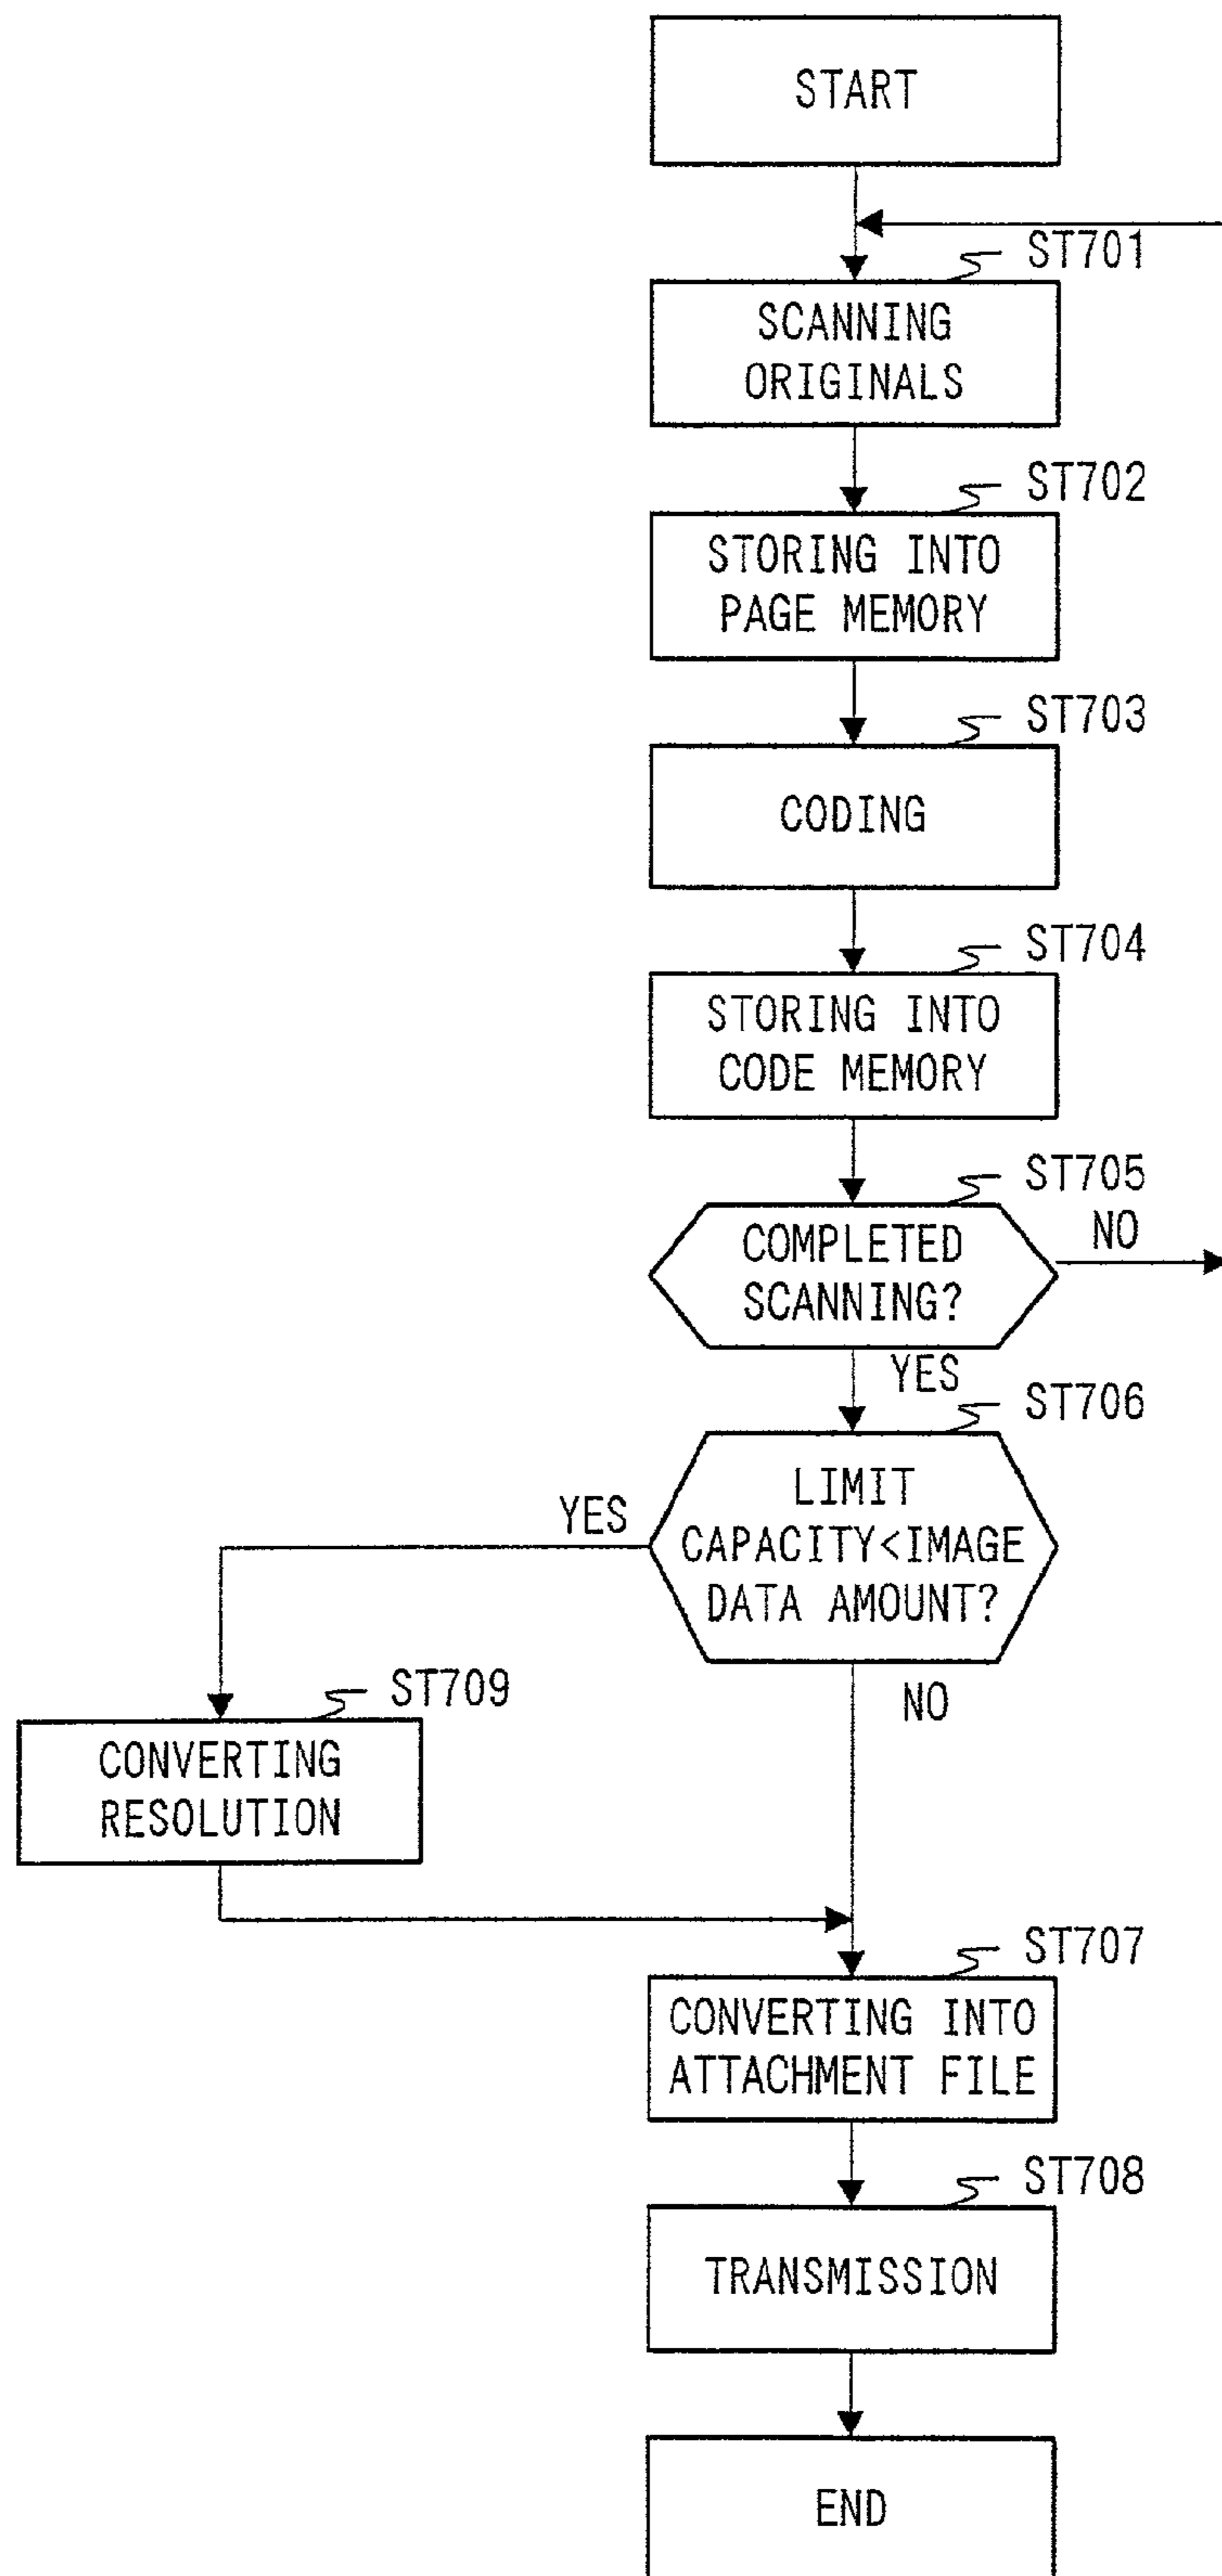 START
ST701
SCANNING
ORIGINALS
ST702
STORING INTO
PAGE MEMORY
ST703
CODING
ST704
STORING INTO
CODE MEMORY
ST705
COMPLETED
SCANNING?
NO
YES
ST706
LIMIT
CAPACITY<IMAGE
DATA AMOUNT?
YES
NO
ST709
CONVERTING
RESOLUTION
ST707
CONVERTING INTO
ATTACHMENT FILE
ST708
TRANSMISSION
END